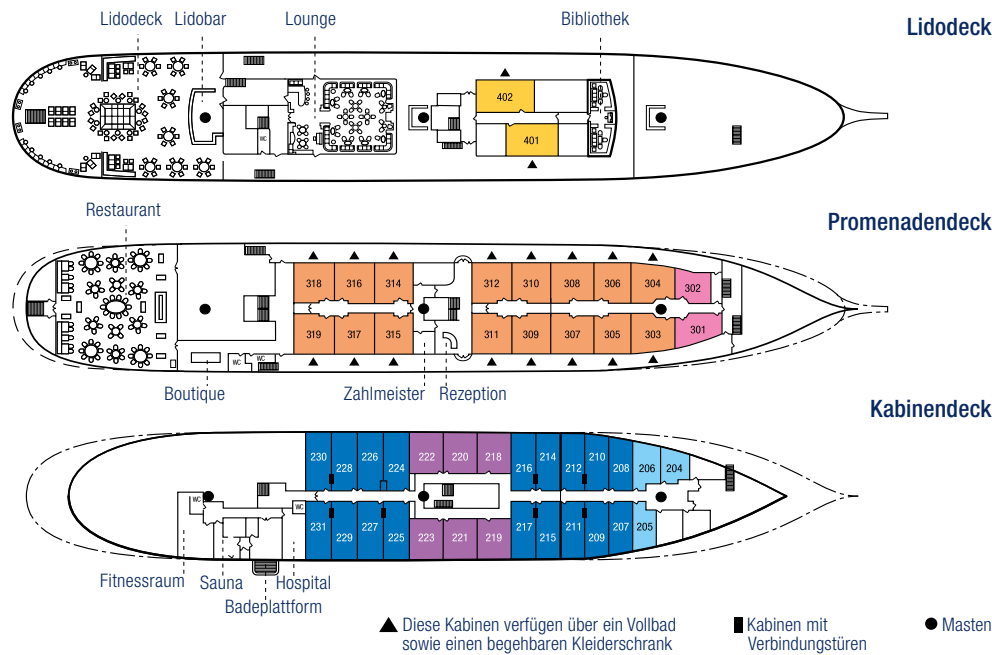 Lidodeck Lidobar Lounge Bibliothek
Lidodeck
402
WC
401
Restaurant
Promenadendeck
318 316 314 312 310 308 306 304 302
319 317 315 311 309 307 305 303 301
WC WC
Boutique Zahlmeister Rezeption
Kabinendeck
230 228 226 224 222 220 218 216 214 212 210 208 206 204
WC WC
231 229 227 225 223 221 219 217 215 211 209 207 205
Fitnessraum Sauna Hospital
Badeplattform
Diese Kabinen verfügen über ein Vollbad
sowie einen begehbaren Kleiderschrank
Kabinen mit
Verbindungstüren
Masten